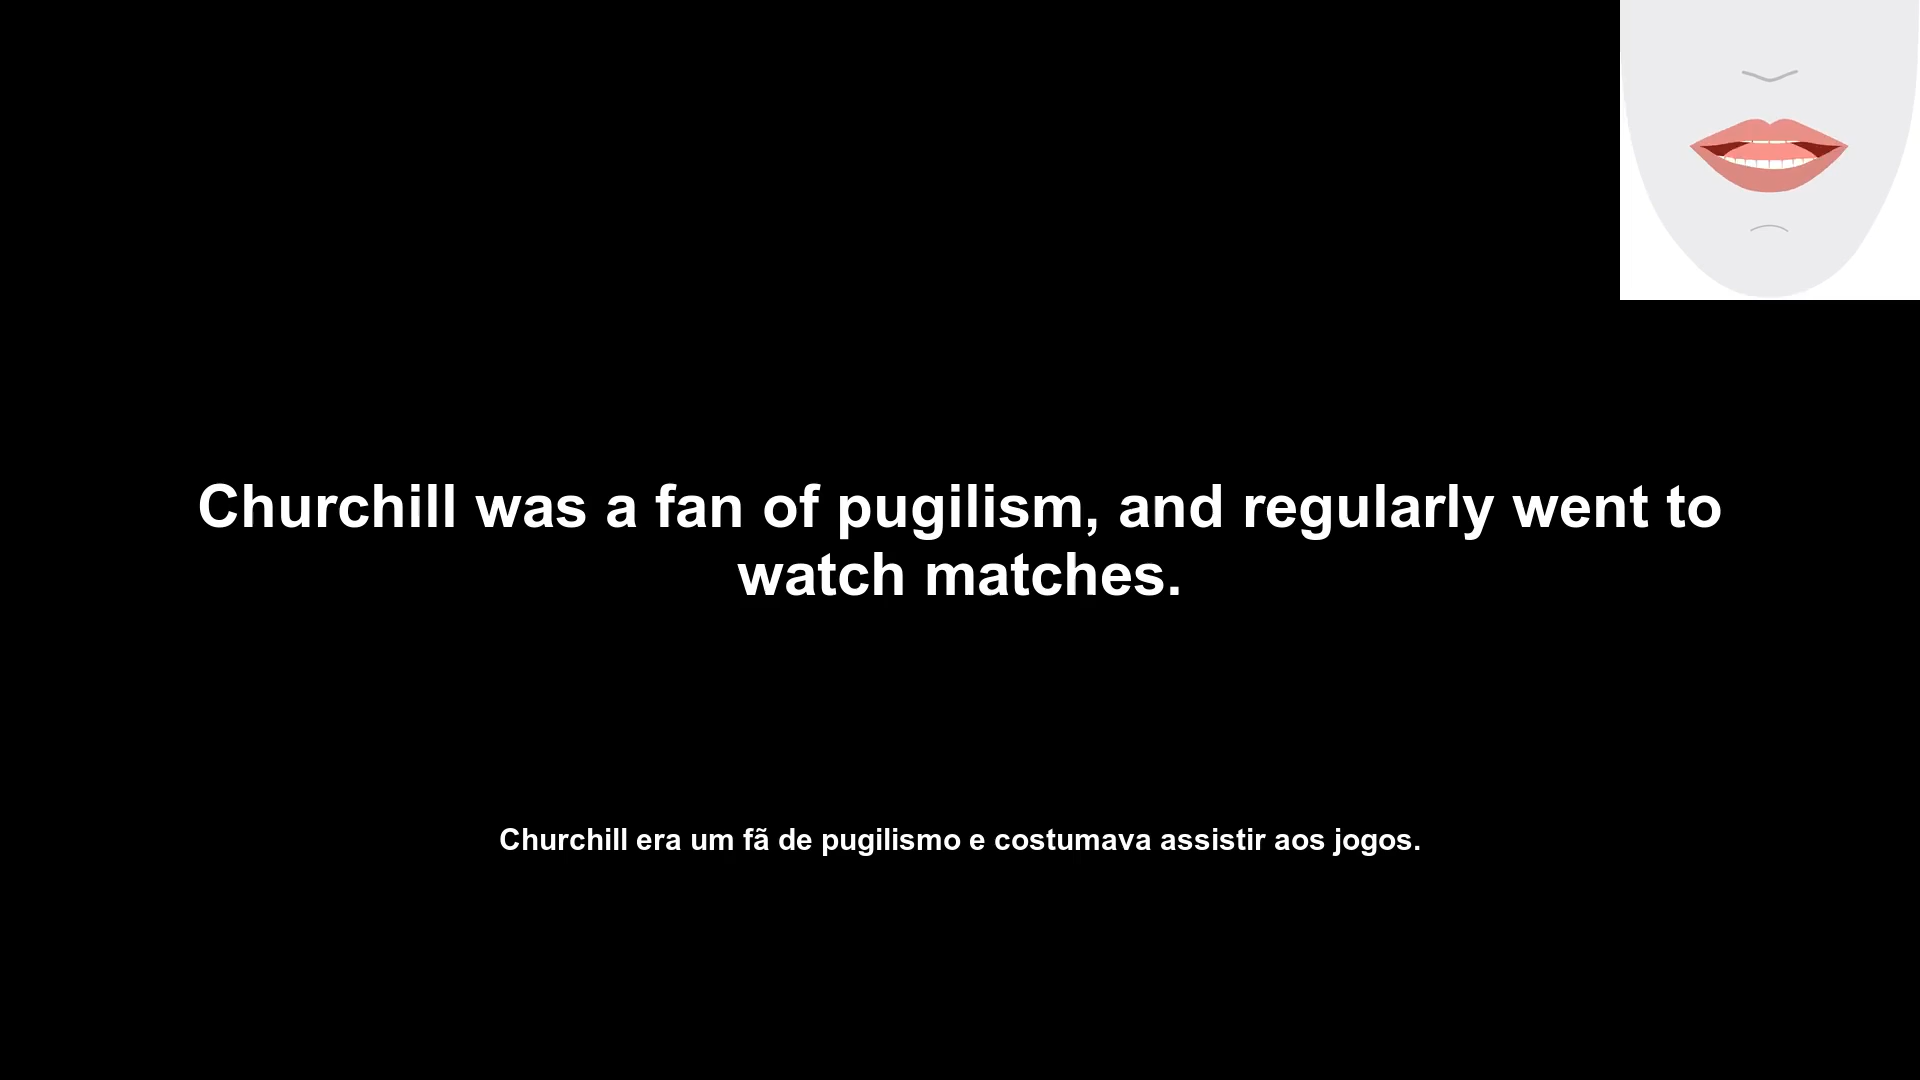 Churchill was a fan of pugilism, and regularly went to
watch matches.
Churchill era um fã de pugilismo e costumava assistir aos jogos.